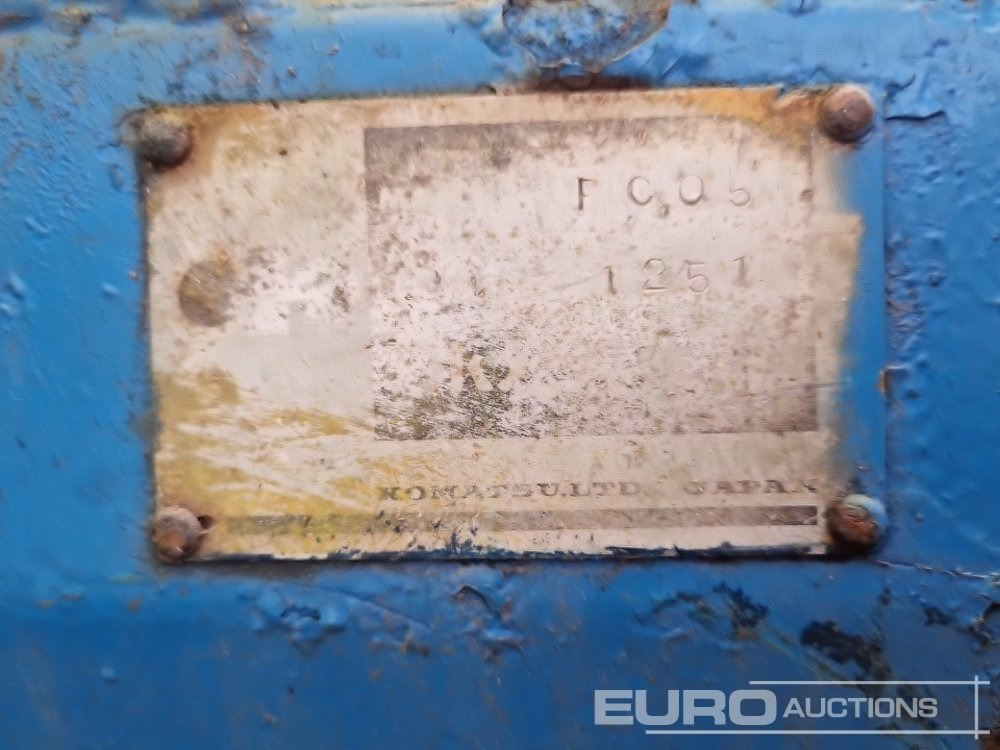 PC05
1251
KOMATSU.LTD. JAPAN
EURO AUCTIONS